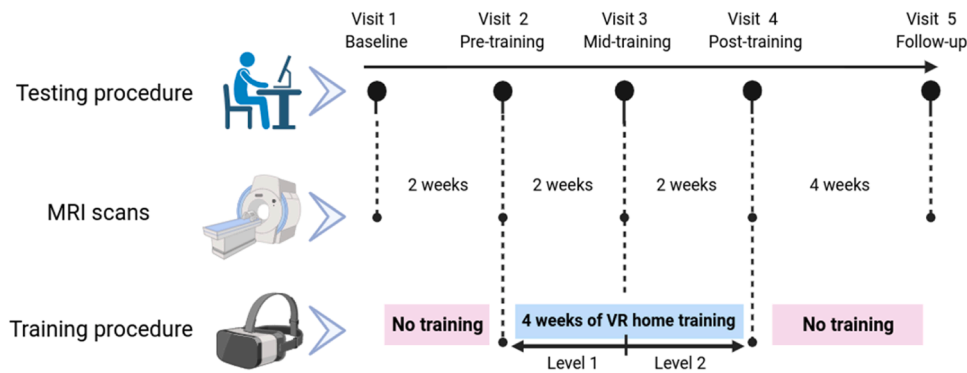 Visit 1
Baseline
Visit 2
Pre-training
Visit 3
Mid-training
Visit 4
Post-training
Visit 5
Follow-up
Testing procedure
MRI scans
2 weeks
2 weeks
2 weeks
4 weeks
Training procedure
No training
4 weeks of VR home training
No training
Level 1
Level 2